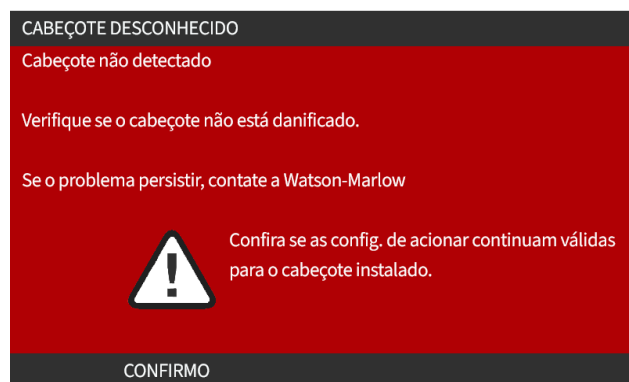 CABEÇOTE DESCONHECIDO
Cabeçote não detectado
Verifique se o cabeçote não está danificado.
Se o problema persistir, contate a Watson-Marlow
Confira se as config. de acionar continuam válidas
para o cabeçote instalado.
CONFIRMO